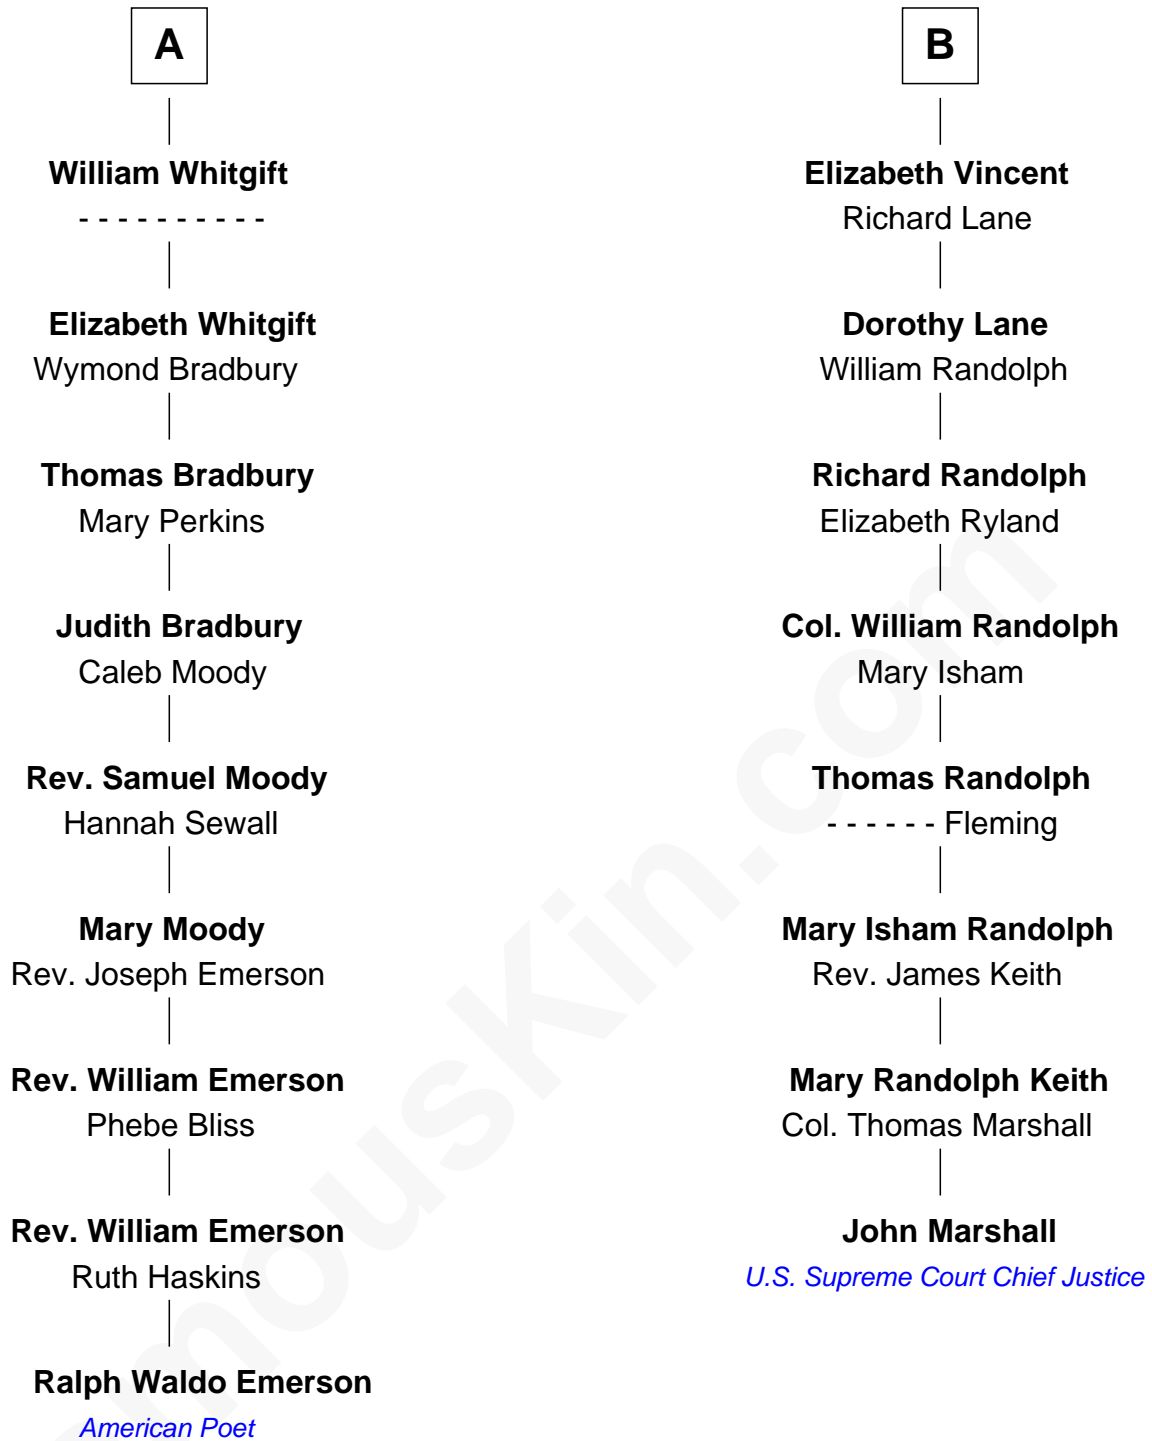 A
William Whitgift
- - - - - - - - - -
Elizabeth Whitgift
Wymond Bradbury
Thomas Bradbury
Mary Perkins
Judith Bradbury
Caleb Moody
Rev. Samuel Moody
Hannah Sewall
Mary Moody
Rev. Joseph Emerson
Rev. William Emerson
Phebe Bliss
Rev. William Emerson
Ruth Haskins
Ralph Waldo Emerson
American Poet
B
Elizabeth Vincent
Richard Lane
Dorothy Lane
William Randolph
Richard Randolph
Elizabeth Ryland
Col. William Randolph
Mary Isham
Thomas Randolph
- - - - - - Fleming
Mary Isham Randolph
Rev. James Keith
Mary Randolph Keith
Col. Thomas Marshall
John Marshall
U.S. Supreme Court Chief Justice
mousKin.com